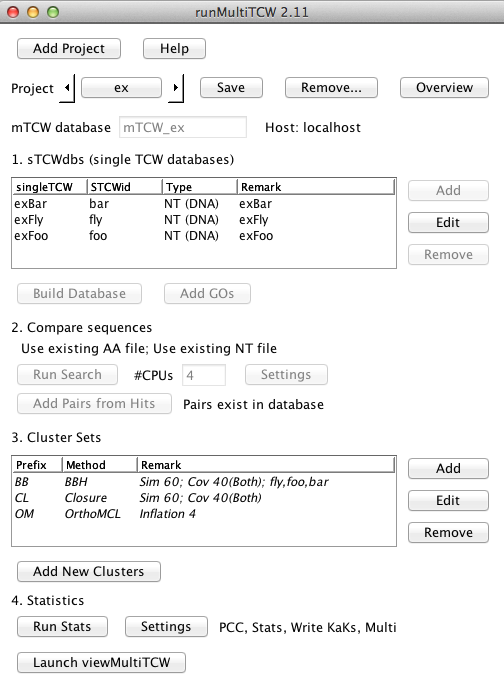 runMultiTCW 2.11
Add Project Help
Project ex Save Remove... Overview
mTCW database mTCW_ex Host: localhost
1. sTCWdbs (single TCW databases)
singleTCW STCWid Type Remark
exBar bar NT (DNA) exBar
exFly fly NT (DNA) exFly
exFoo foo NT (DNA) exFoo
Add
Edit
Remove
Build Database Add GOs
2. Compare sequences
Use existing AA file; Use existing NT file
Run Search #CPUs 4 Settings
Add Pairs from Hits Pairs exist in database
3. Cluster Sets
Prefix Method Remark
BB BBH Sim 60; Cov 40(Both); fly,foo,bar
CL Closure Sim 60; Cov 40(Both)
OM OrthoMCL Inflation 4
Add
Edit
Remove
Add New Clusters
4. Statistics
Run Stats Settings PCC, Stats, Write KaKs, Multi
Launch viewMultiTCW